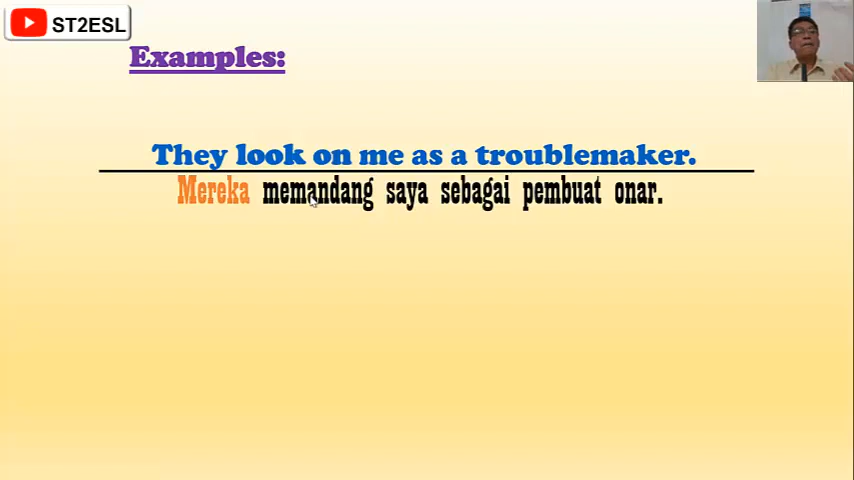 ST2ESL
Examples:
They look on me as a troublemaker.
Mereka memandang saya sebagai pembuat onar.